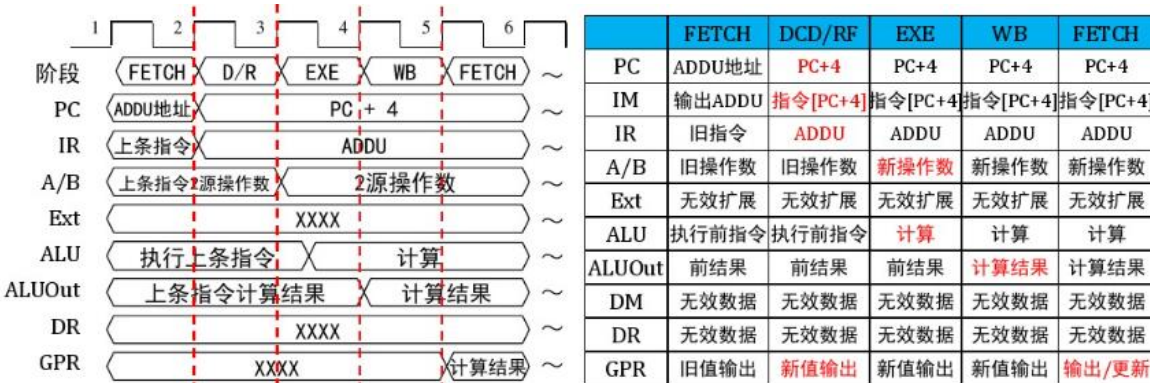 1 2 3 4 5 6
阶段 FETCH D/R EXE WB FETCH ~
PC ADDU地址 PC + 4 ~
IR 上条指令 ADDU ~
A/B 上条指令2源操作数 2源操作数 ~
Ext XXXX ~
ALU 执行上条指令 计算 ~
ALUOut 上条指令计算结果 计算结果 ~
DR XXXX ~
GPR XXXX 计算结果 ~
FETCH DCD/RF EXE WB FETCH
PC ADDU地址 PC+4 PC+4 PC+4 PC+4
IM 输出ADDU 指令[PC+4] 指令[PC+4] 指令[PC+4] 指令[PC+4]
IR 旧指令 ADDU ADDU ADDU ADDU
A/B 旧操作数 旧操作数 新操作数 新操作数 新操作数
Ext 无效扩展 无效扩展 无效扩展 无效扩展 无效扩展
ALU 执行前指令 执行前指令 计算 计算 计算
ALUOut 前结果 前结果 前结果 计算结果 计算结果
DM 无效数据 无效数据 无效数据 无效数据 无效数据
DR 无效数据 无效数据 无效数据 无效数据 无效数据
GPR 旧值输出 新值输出 新值输出 新值输出 输出/更新